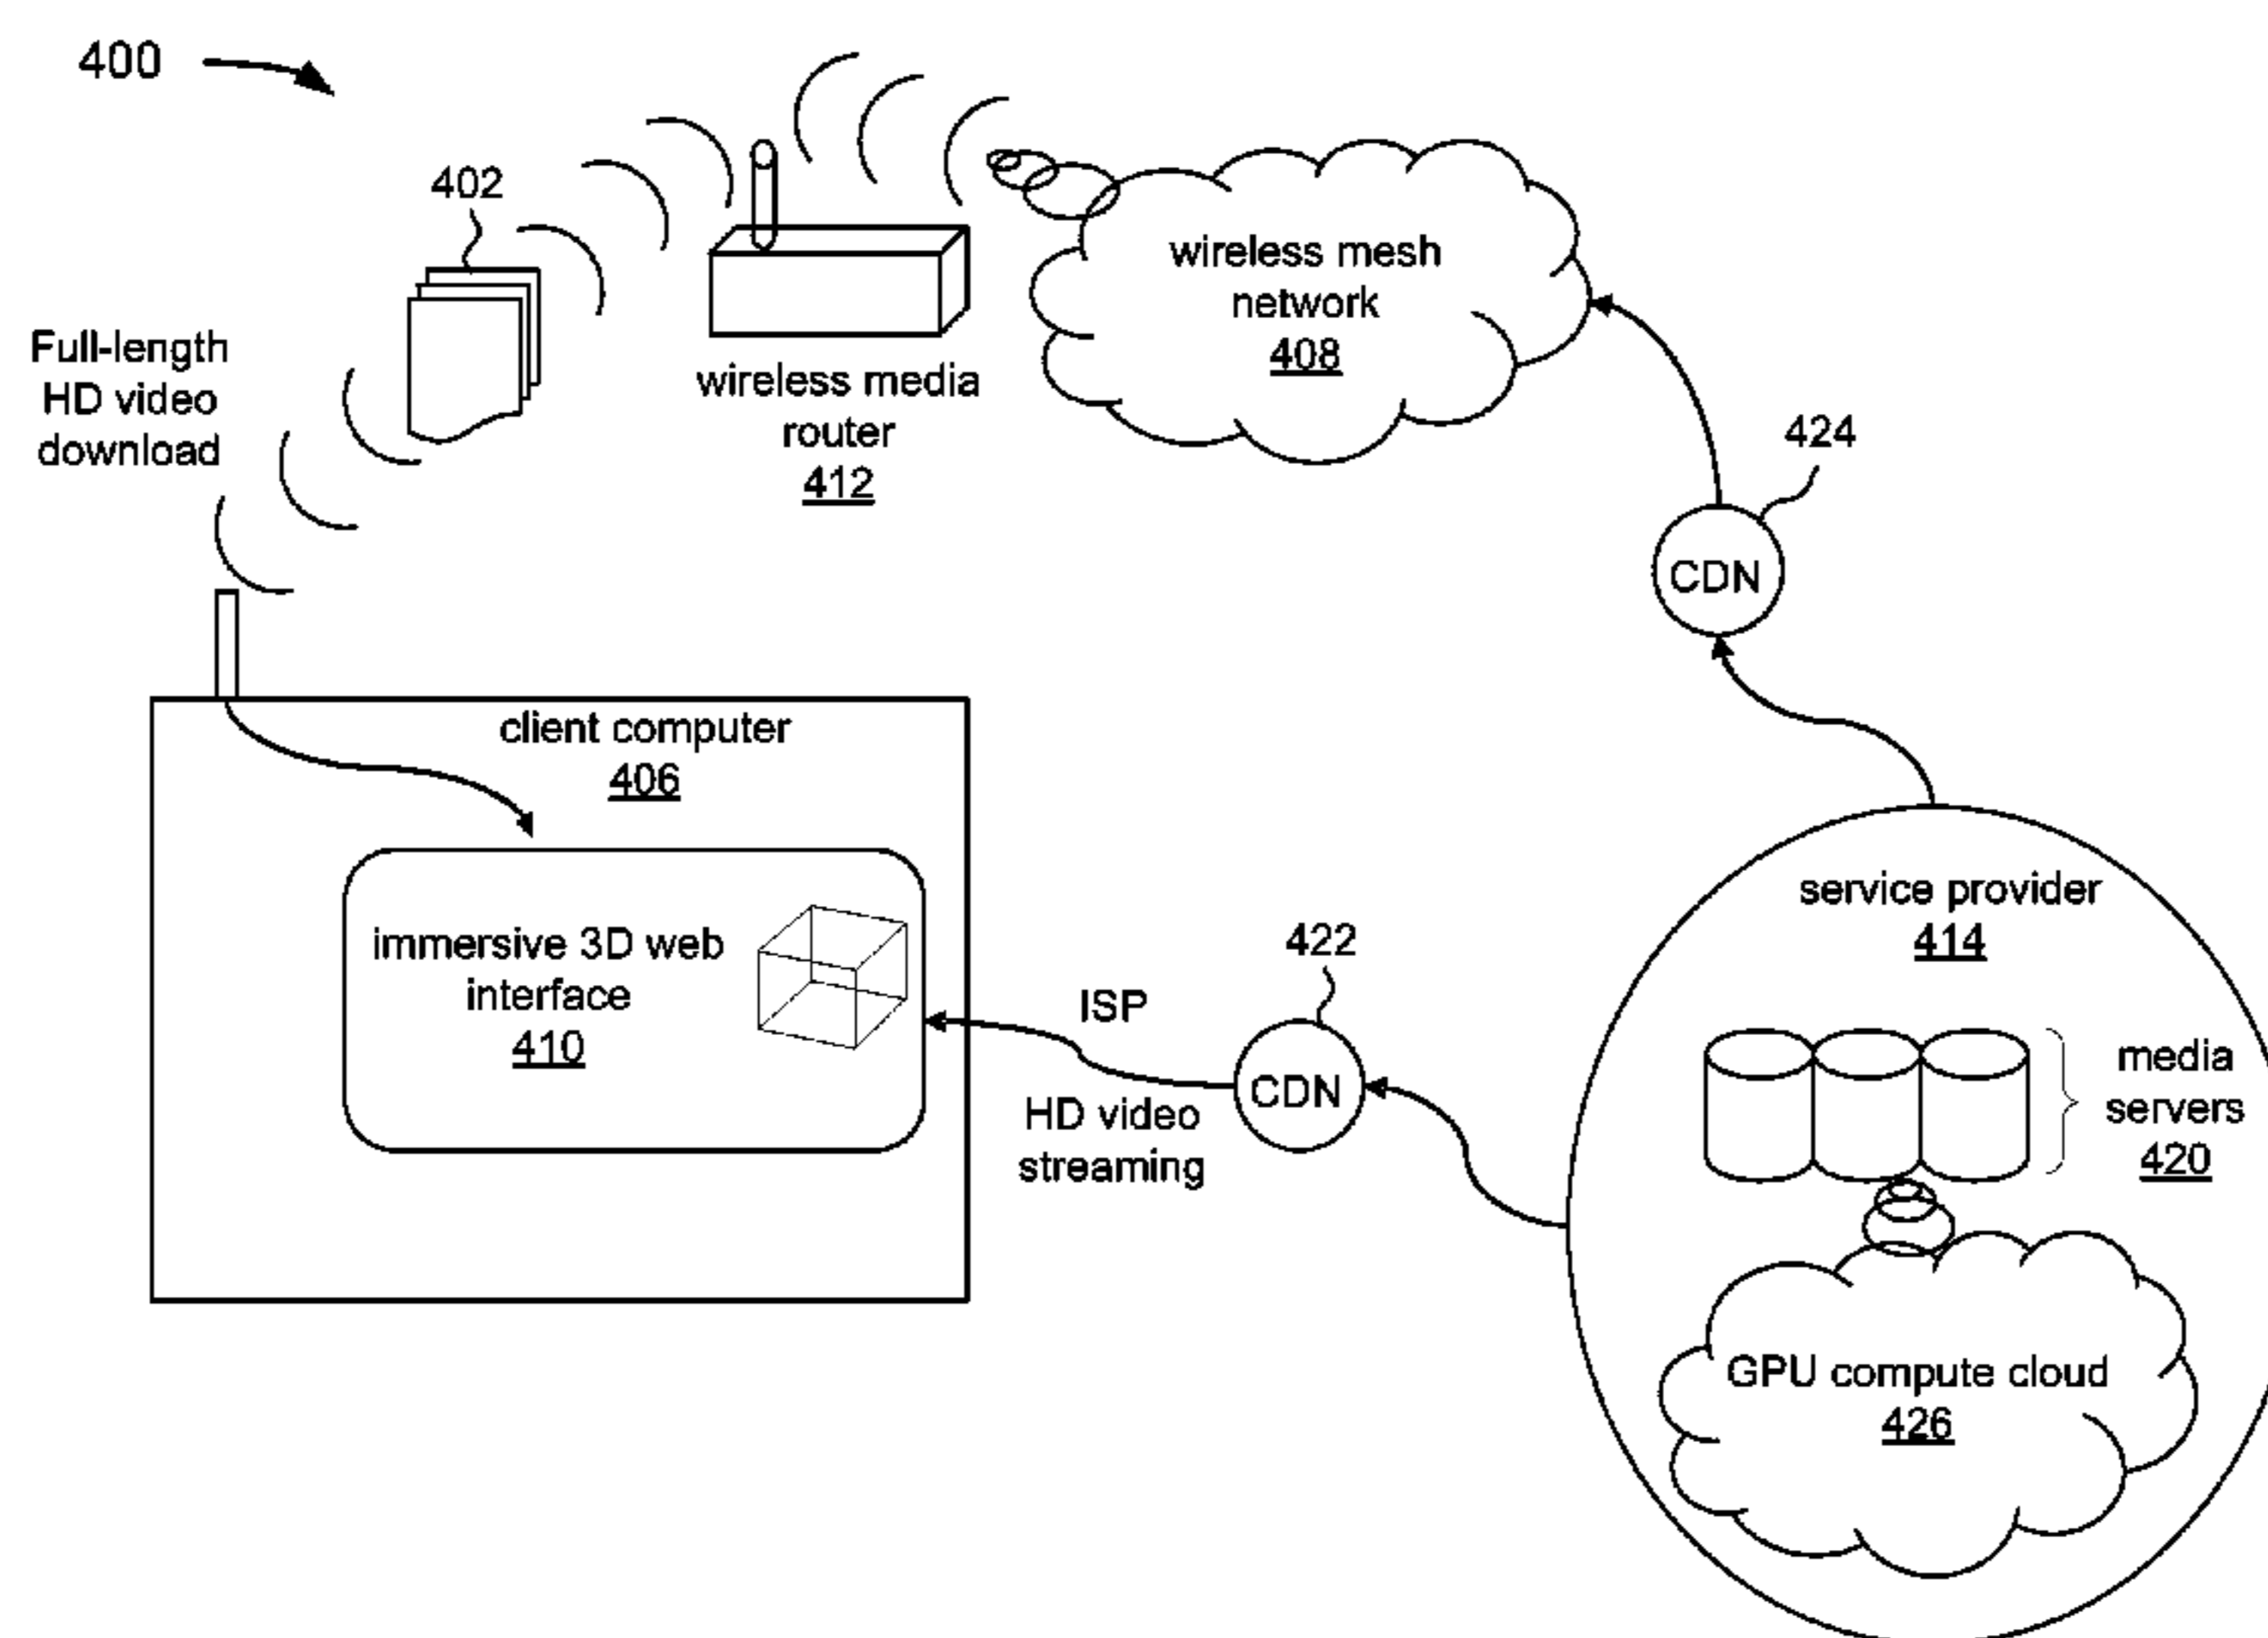 400
402
Full-length
HD video
download
wireless media
router
412
wireless mesh
network
408
424
CDN
client computer
406
immersive 3D web
interface
410
ISP
HD video
streaming
422
CDN
service provider
414
media
servers
420
GPU compute cloud
426